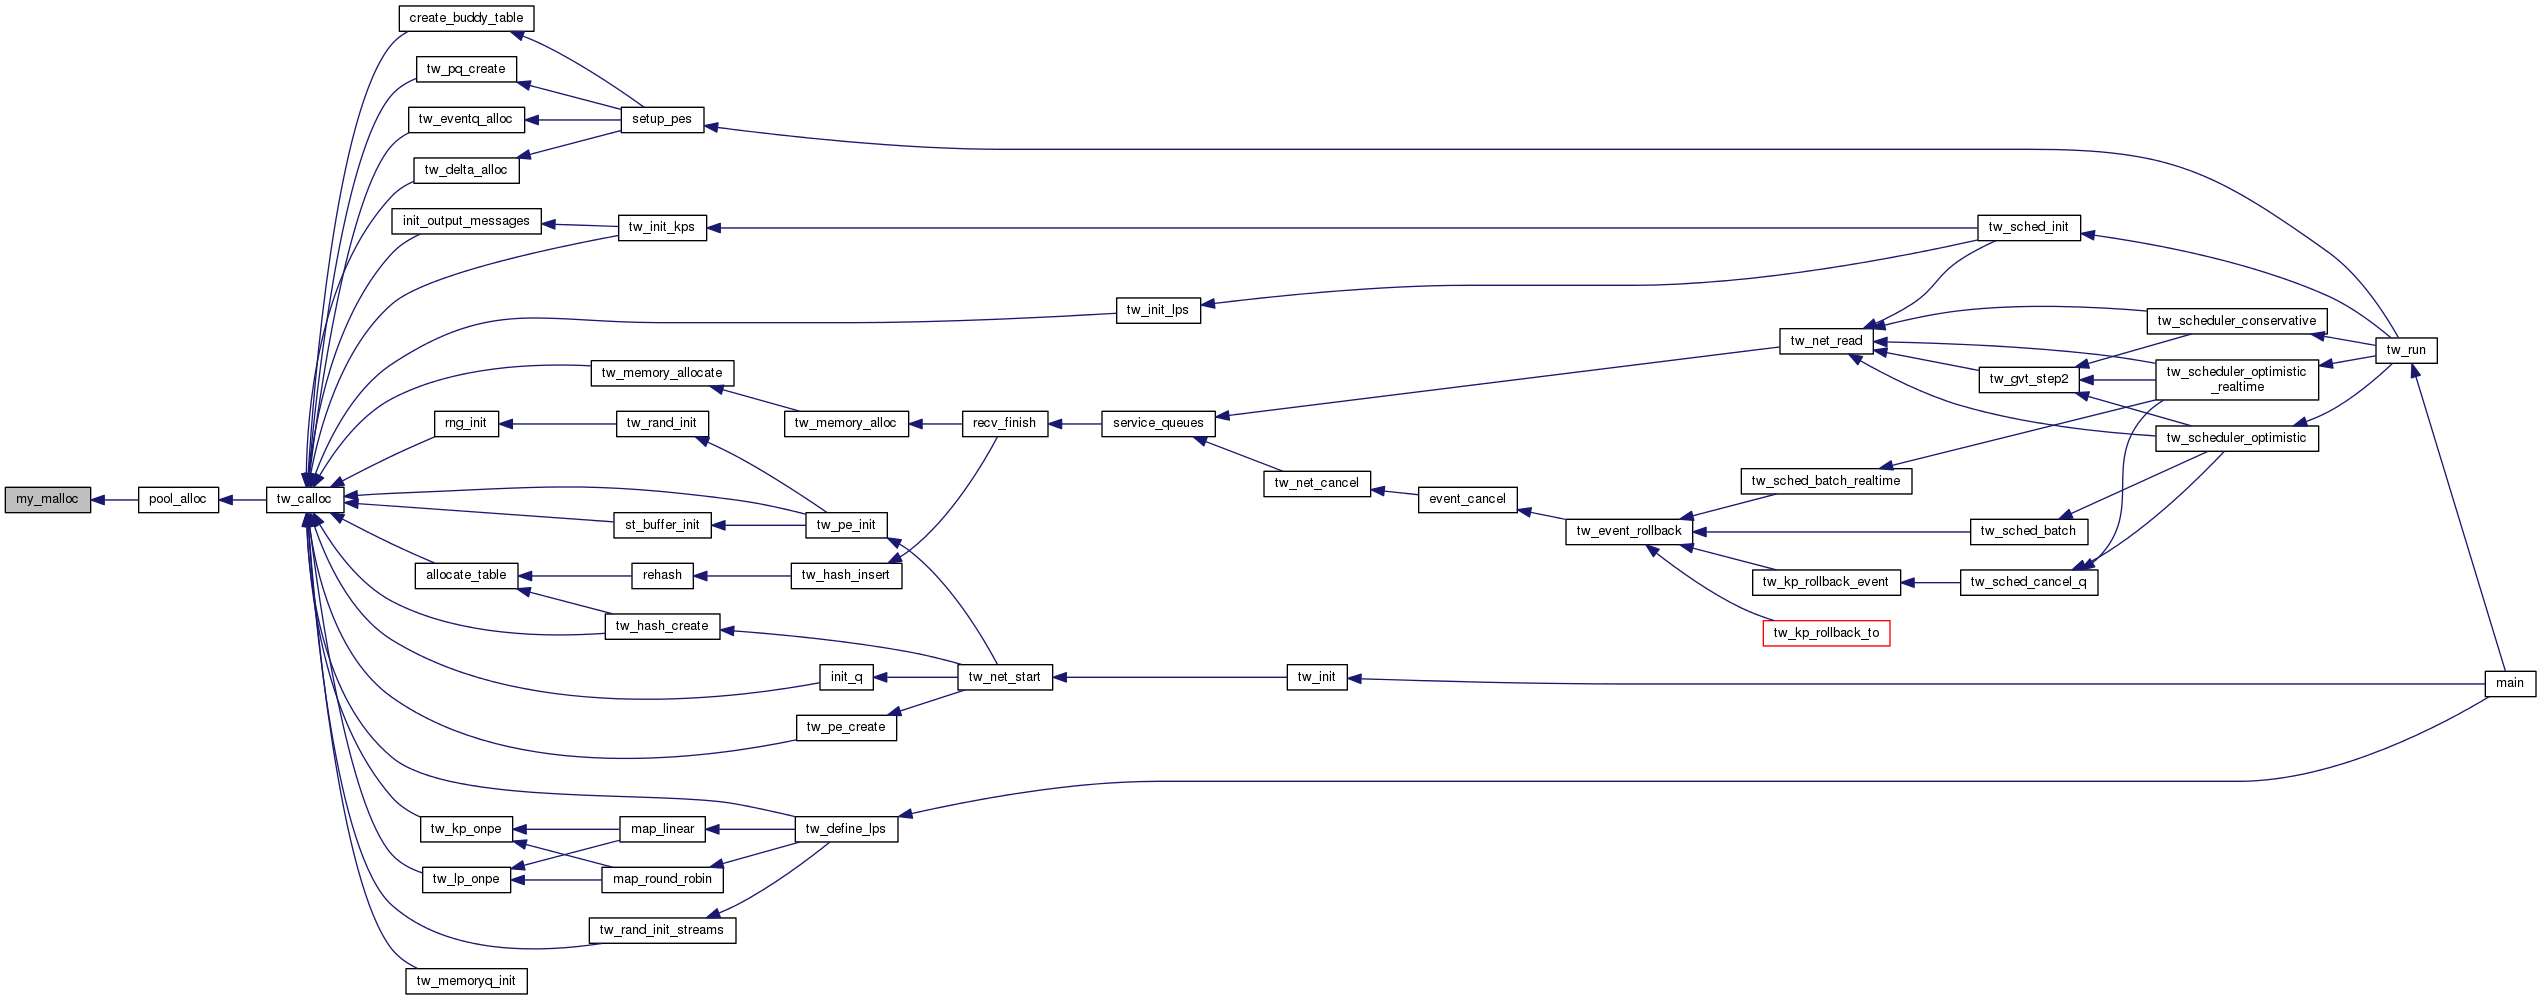 create_buddy_table
tw_pq_create
tw_eventq_alloc
setup_pes
tw_delta_alloc
init_output_messages
tw_init_kps
tw_sched_init
tw_init_lps
tw_scheduler_conservative
tw_net_read
tw_run
tw_memory_allocate
tw_gvt_step2
tw_scheduler_optimistic
_realtime
rng_init
tw_rand_init
tw_memory_alloc
recv_finish
service_queues
tw_scheduler_optimistic
tw_net_cancel
tw_sched_batch_realtime
my_malloc
pool_alloc
tw_calloc
event_cancel
st_buffer_init
tw_pe_init
tw_event_rollback
tw_sched_batch
allocate_table
rehash
tw_hash_insert
tw_kp_rollback_event
tw_sched_cancel_q
tw_hash_create
tw_kp_rollback_to
init_q
tw_net_start
tw_init
main
tw_pe_create
tw_kp_onpe
map_linear
tw_define_lps
tw_lp_onpe
map_round_robin
tw_rand_init_streams
tw_memoryq_init